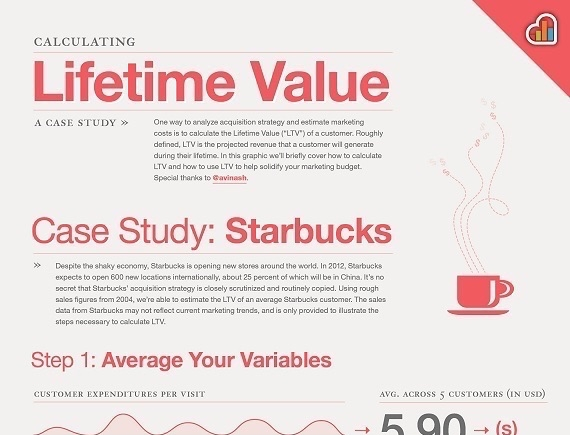 CALCULATING
Lifetime Value
A CASE STUDY »
One way to analyze acquisition strategy and estimate marketing
costs is to calculate the Lifetime Value (“LTV”) of a customer. Roughly
defined, LTV is the projected revenue that a customer will generate
during their lifetime. In this graphic we'll briefly cover how to calculate
LTV and how to use LTV to help solidify your marketing budget.
Special thanks to @avinash.
$ $ $ $ $ $ $
Case Study: Starbucks
» Despite the shaky economy, Starbucks is opening new stores around the world. In 2012, Starbucks
expects to open 600 new locations internationally, about 25 percent of which will be in China. It's no
secret that Starbucks' acquisition strategy is closely scrutinized and routinely copied. Using rough
sales figures from 2004, we're able to estimate the LTV of an average Starbucks customer. The sales
data from Starbucks may not reflect current marketing trends, and is only provided to illustrate the
steps necessary to calculate LTV.
Step 1: Average Your Variables
CUSTOMER EXPENDITURES PER VISIT
AVG. ACROSS 5 CUSTOMERS (IN USD)
→ 5.90 → (s)